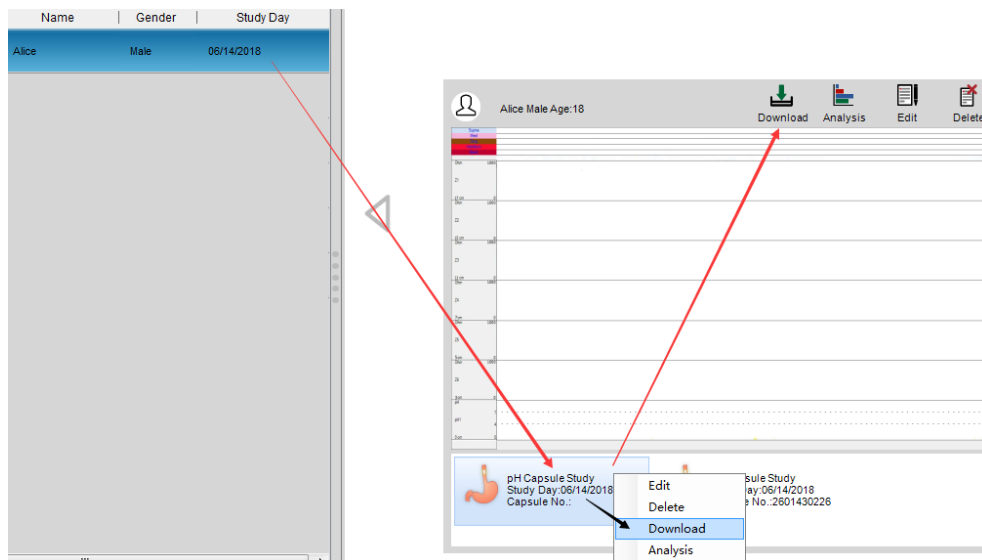 Name Gender Study Day
Alice Male 06/14/2018
Alice Male Age:18
Download Analysis Edit Delete
pH Capsule Study
Study Day:06/14/2018
Capsule No.:
sule Study
ay:06/14/2018
No.:2601430226
Edit
Delete
Download
Analysis